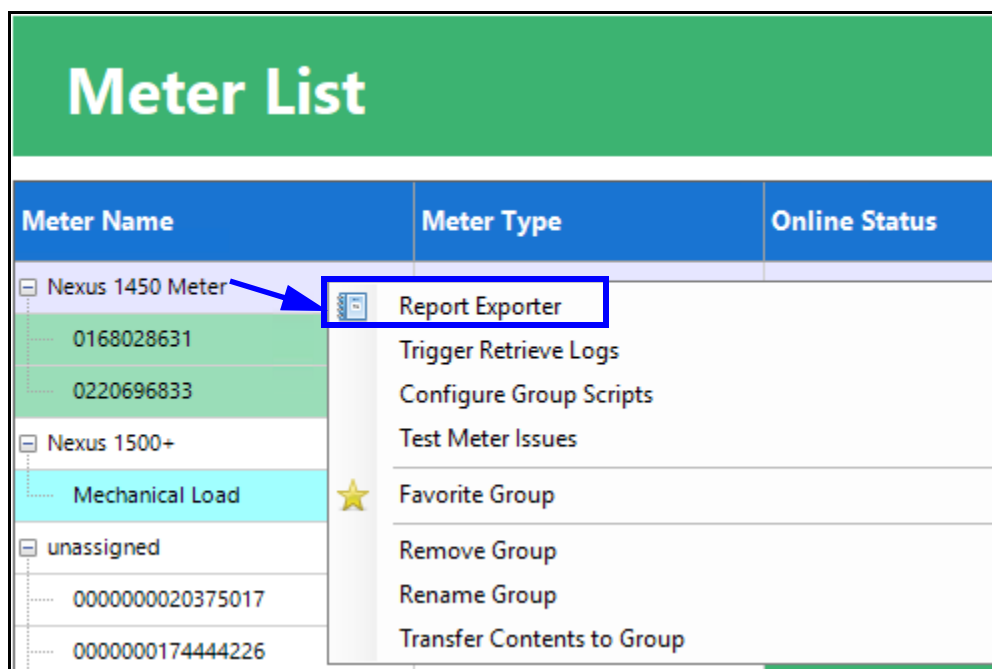 Meter List
Meter Name Meter Type Online Status
Nexus 1450 Meter
0168028631
0220696833
Nexus 1500+
Mechanical Load
unassigned
0000000020375017
0000000174444226
Report Exporter
Trigger Retrieve Logs
Configure Group Scripts
Test Meter Issues
Favorite Group
Remove Group
Rename Group
Transfer Contents to Group